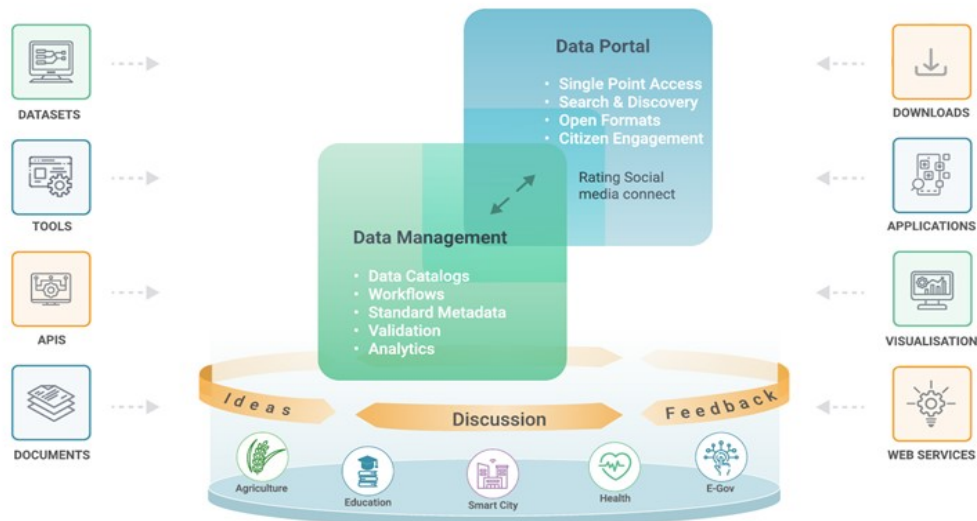 DATASETS
TOOLS
APIS
DOCUMENTS
Data Portal
• Single Point Access
• Search & Discovery
• Open Formats
• Citizen Engagement
Rating Social
media connect
Data Management
• Data Catalogs
• Workflows
• Standard Metadata
• Validation
• Analytics
Ideas
Discussion
Feedback
Agriculture
Education
Smart City
Health
E-Gov
DOWNLOADS
APPLICATIONS
VISUALISATION
WEB SERVICES